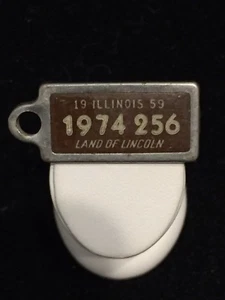 19 ILLINOIS 59
1974 256
LAND OF LINCOLN